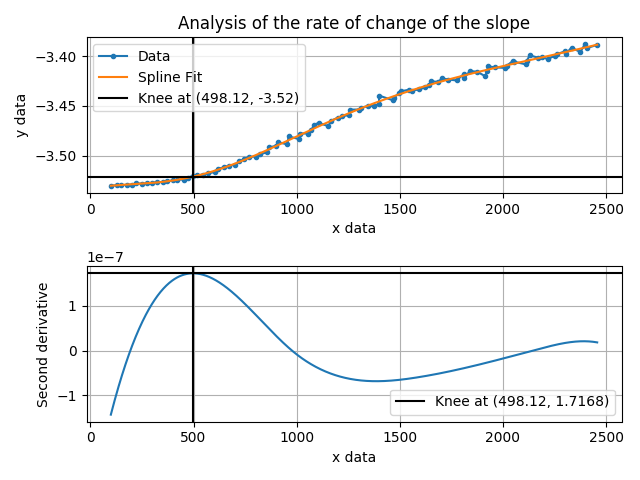 Analysis of the rate of change of the slope
y data
−3.40
−3.45
−3.50
Data
Spline Fit
Knee at (498.12, -3.52)
0
500
1000
1500
2000
2500
x data
1e−7
Second derivative
1
0
−1
Knee at (498.12, 1.7168)
0
500
1000
1500
2000
2500
x data